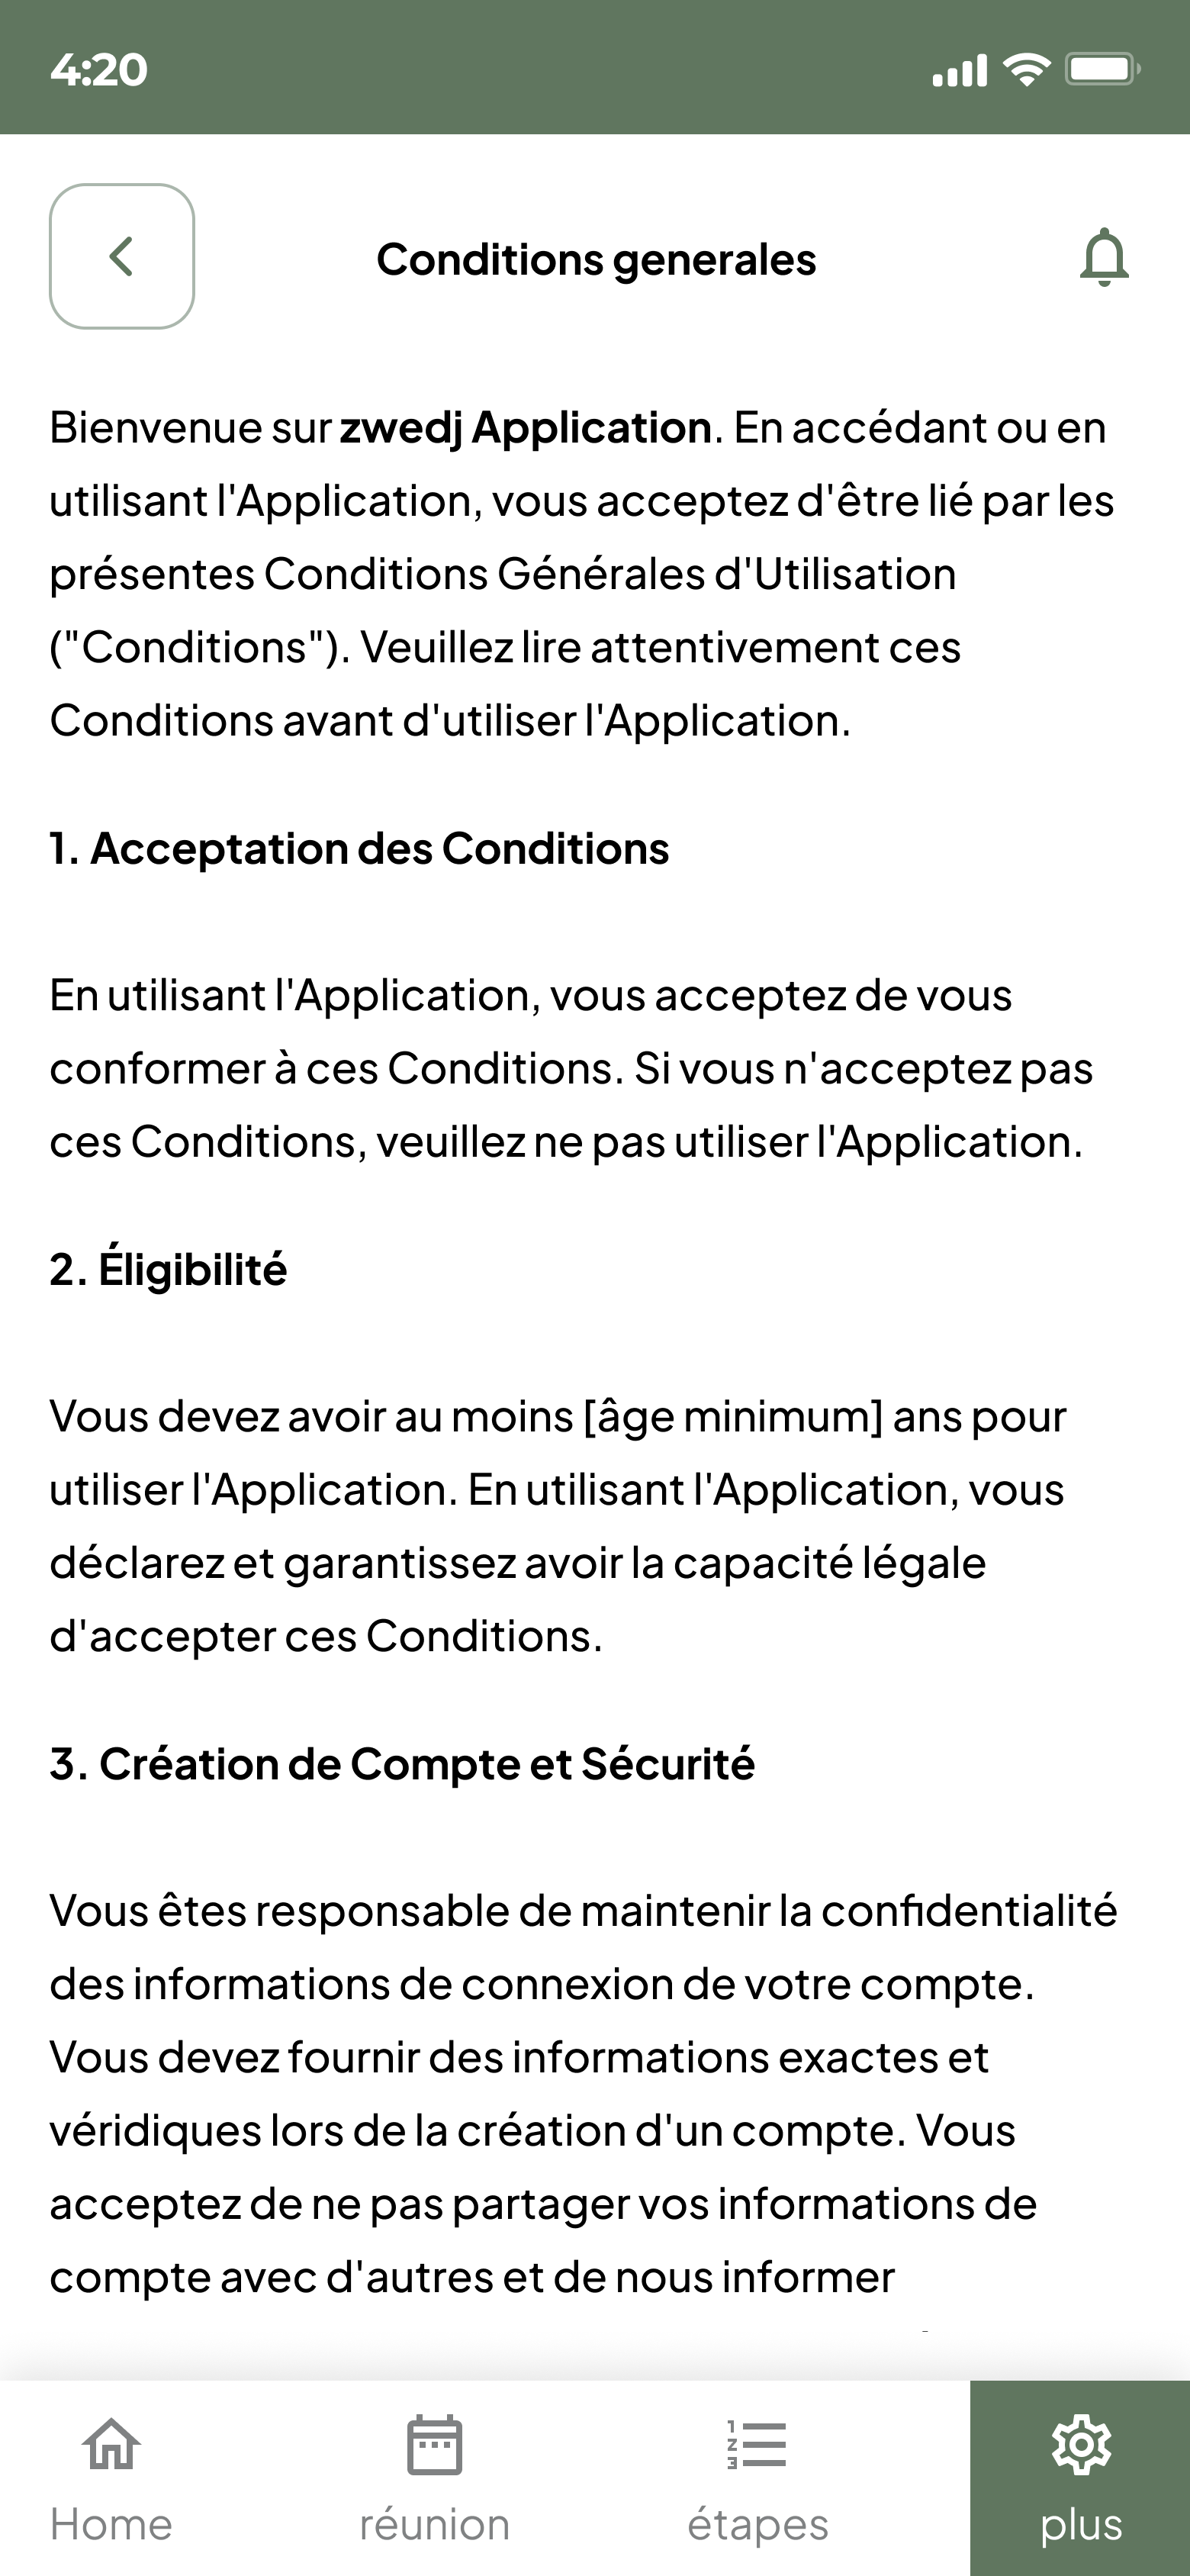 4:20
Conditions generales
Bienvenue sur zwedj Application. En accédant ou en
utilisant l'Application, vous acceptez d'être lié par les
présentes Conditions Générales d'Utilisation
("Conditions"). Veuillez lire attentivement ces
Conditions avant d'utiliser l'Application.
1. Acceptation des Conditions
En utilisant l'Application, vous acceptez de vous
conformer à ces Conditions. Si vous n'acceptez pas
ces Conditions, veuillez ne pas utiliser l'Application.
2. Éligibilité
Vous devez avoir au moins [âge minimum] ans pour
utiliser l'Application. En utilisant l'Application, vous
déclarez et garantissez avoir la capacité légale
d'accepter ces Conditions.
3. Création de Compte et Sécurité
Vous êtes responsable de maintenir la confidentialité
des informations de connexion de votre compte.
Vous devez fournir des informations exactes et
véridiques lors de la création d'un compte. Vous
acceptez de ne pas partager vos informations de
compte avec d'autres et de nous informer
Home
réunion
étapes
plus